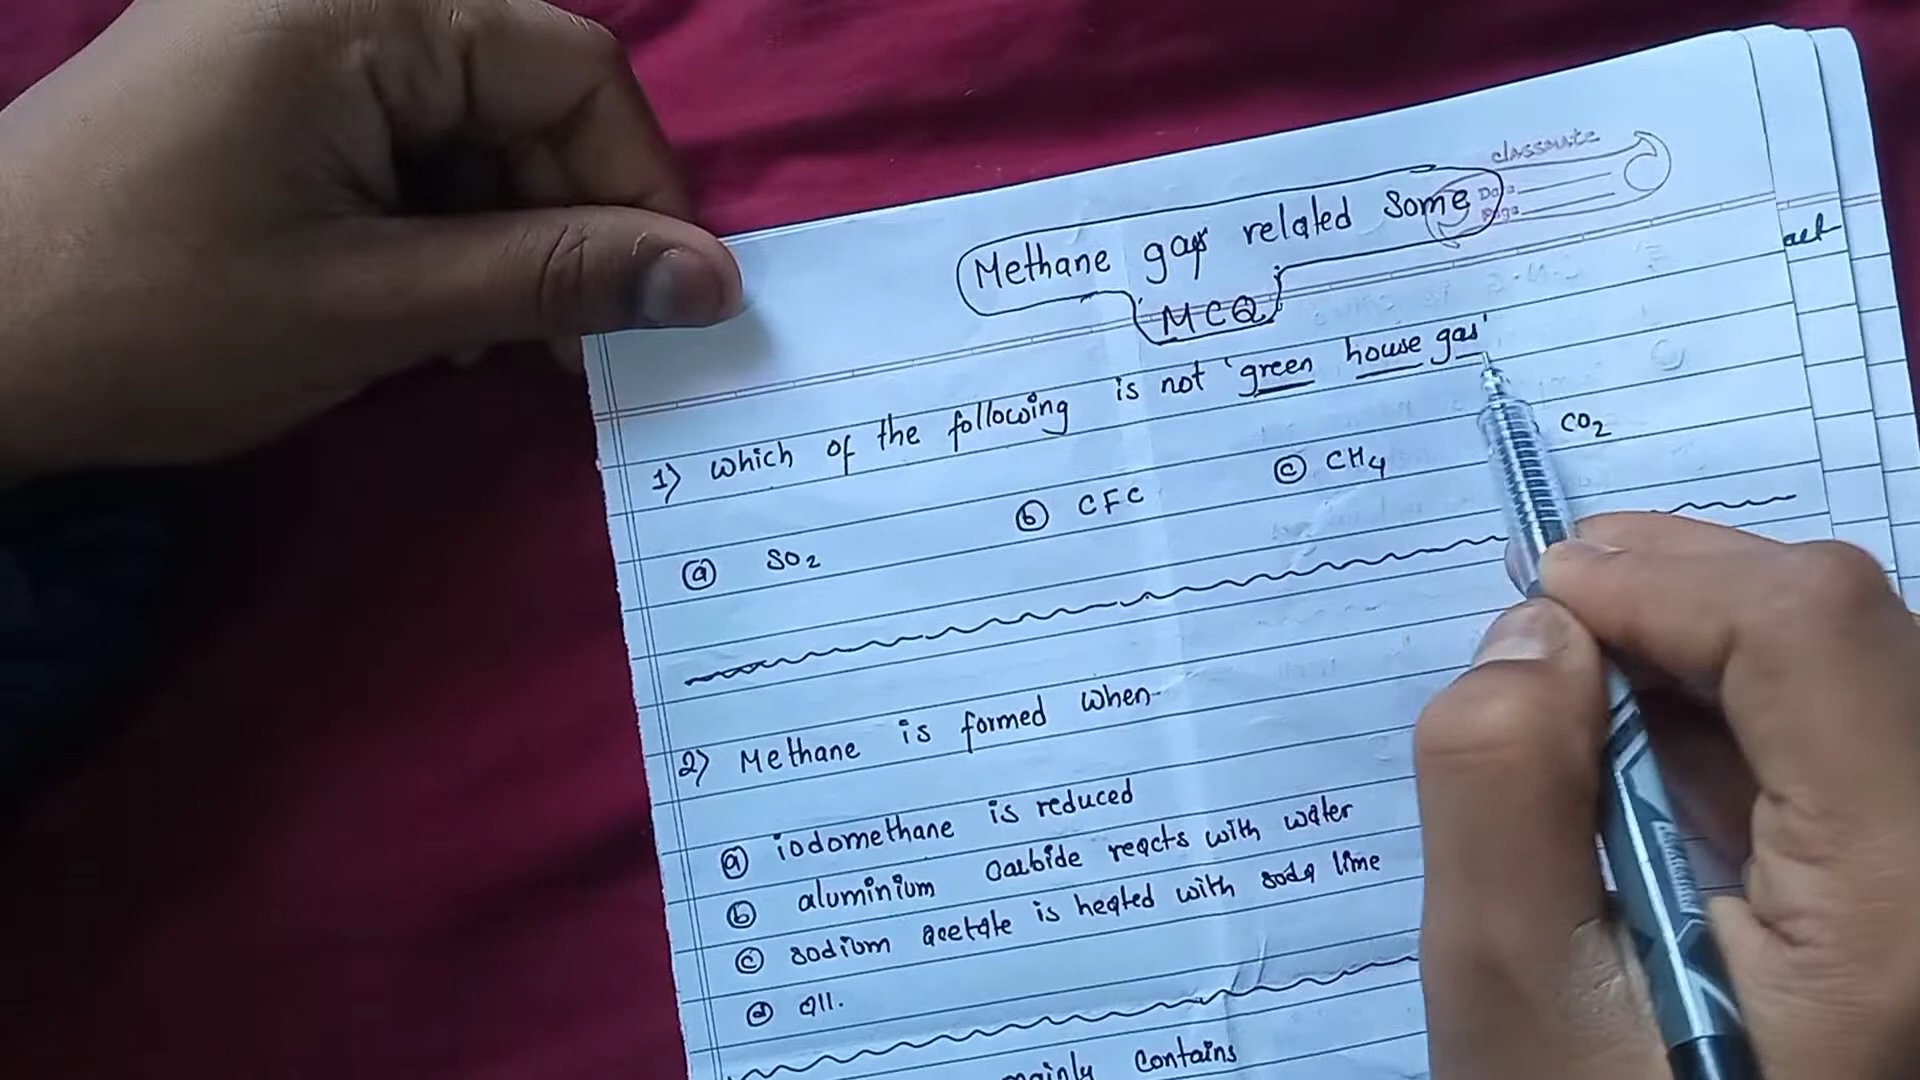 classmate
Date
Page
Methane gas related some
MCQ
1) which of the following is not 'green house gas'
ⓐ SO2 ⓑ CFC ⓒ CH4 CO2
2) Methane is formed when-
ⓐ iodomethane is reduced
ⓑ aluminium carbide reacts with water
ⓒ sodium acetate is heated with soda lime
ⓓ all.
mainly contains